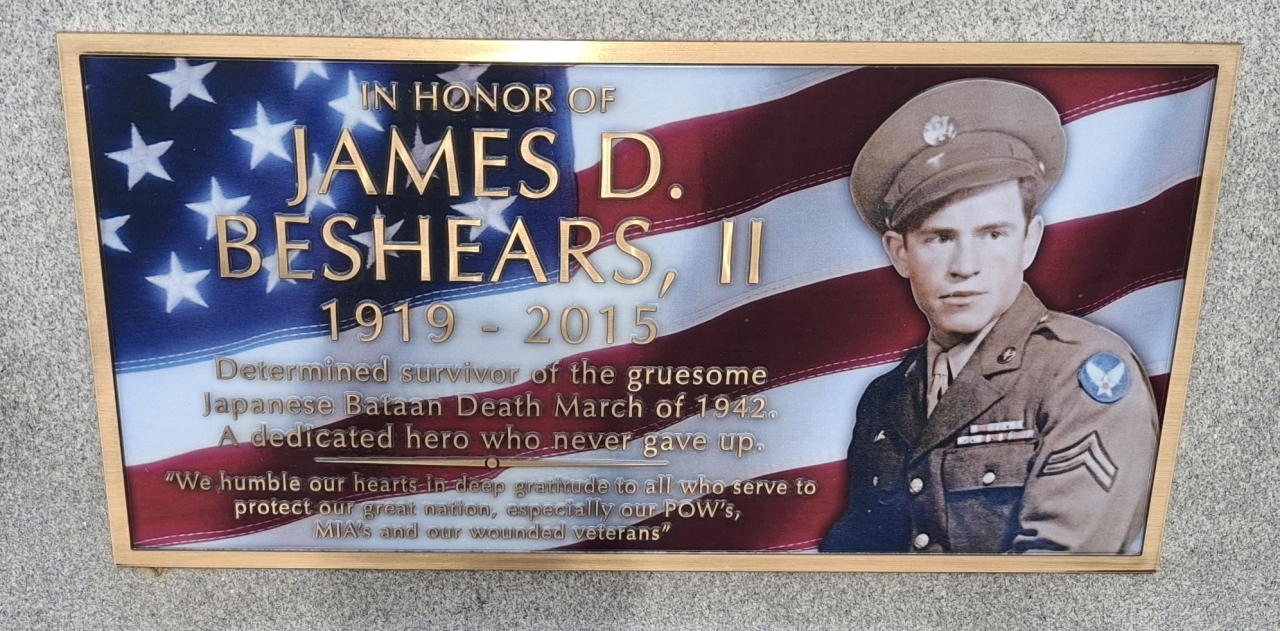 IN HONOR OF
JAMES D.
BESHEARS, II
1919 - 2015
Determined survivor of the gruesome
Japanese Bataan Death March of 1942.
A dedicated hero who never gave up.
"We humble our hearts in deep gratitude to all who serve to
protect our great nation, especially our POW's,
MIA's and our wounded veterans"